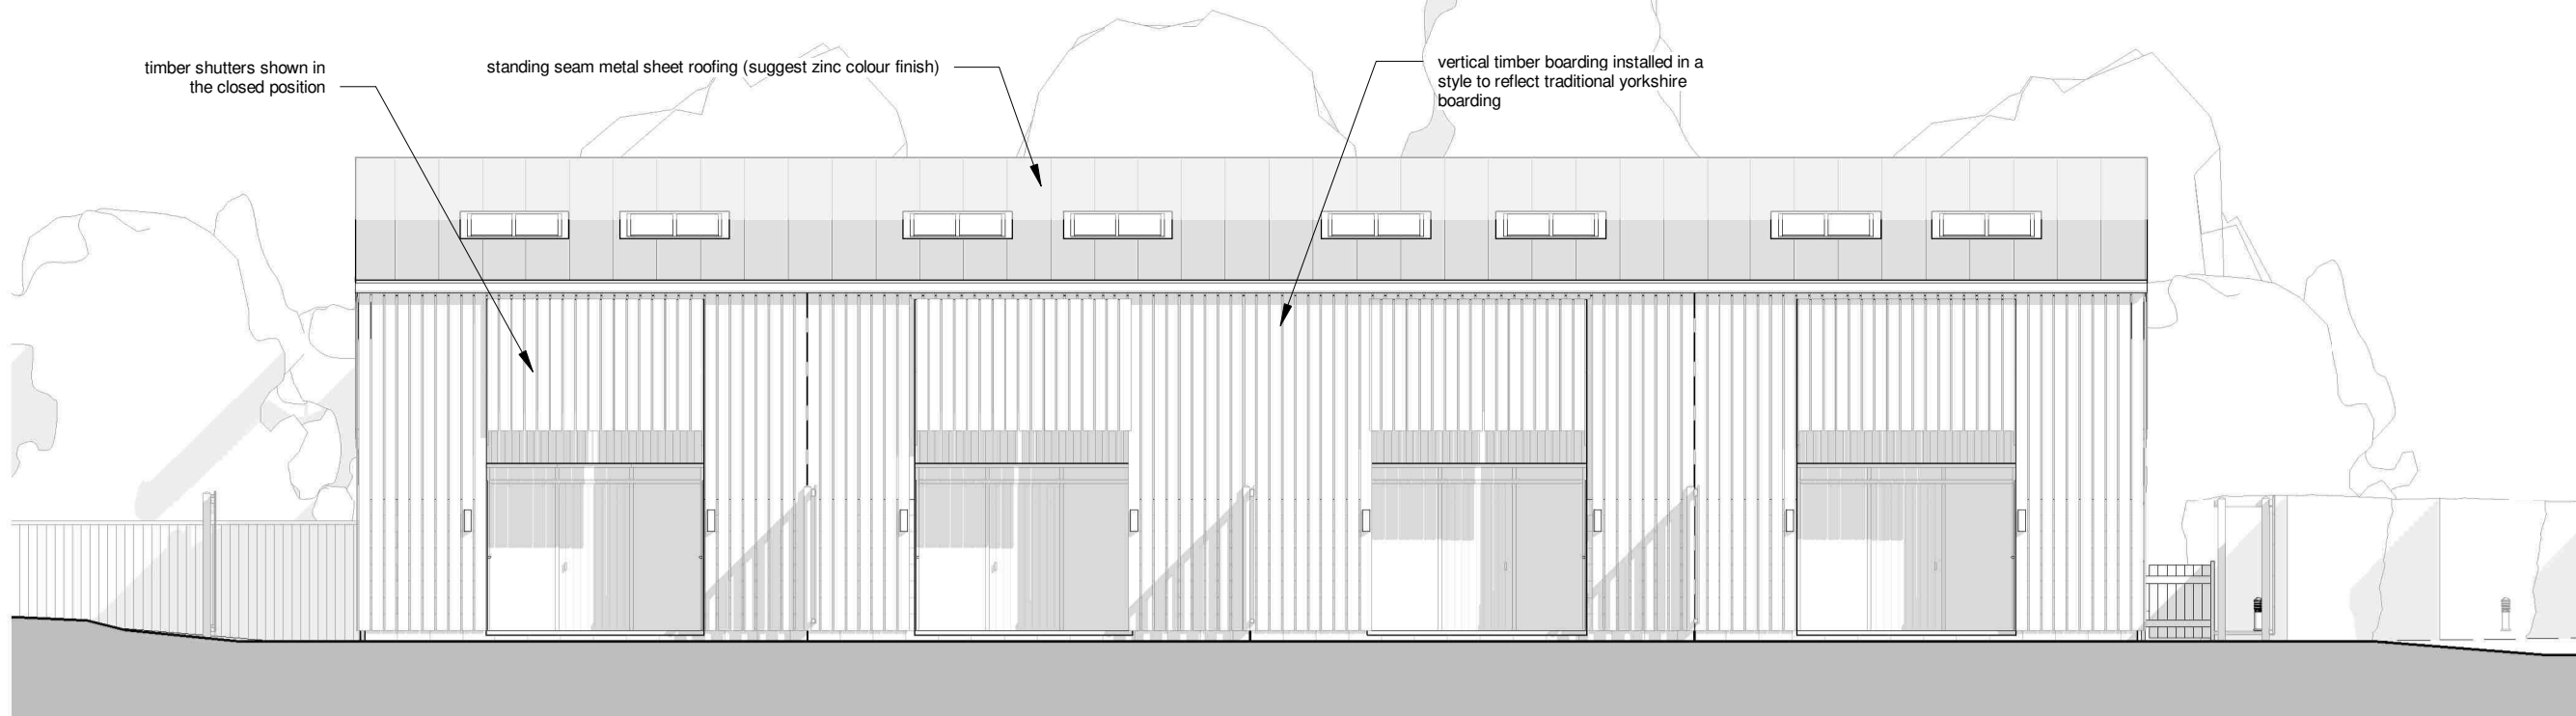 timber shutters shown in
the closed position
standing seam metal sheet roofing (suggest zinc colour finish)
vertical timber boarding installed in a
style to reflect traditional yorkshire
boarding